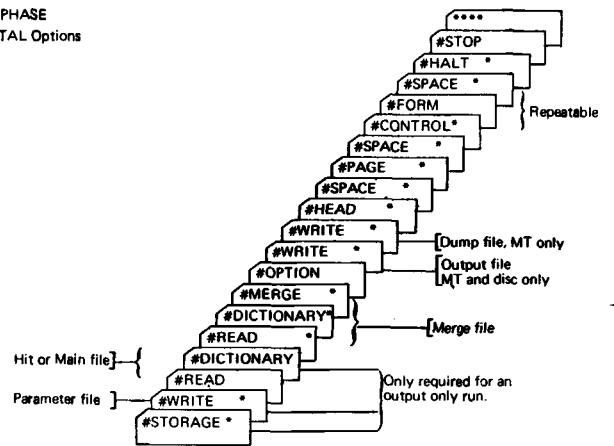 PHASE
TAL Options
****
#STOP
#HALT *
#SPACE *
#FORM
Repeatable
#CONTROL*
#SPACE *
#PAGE *
#SPACE *
#HEAD *
#WRITE *
Dump file, MT only
#WRITE *
Output file
MT and disc only
#OPTION
#MERGE *
#DICTIONARY*
Merge file
#READ *
Hit or Main file
#DICTIONARY
#READ
Only required for an
output only run.
Parameter file
#WRITE *
#STORAGE *